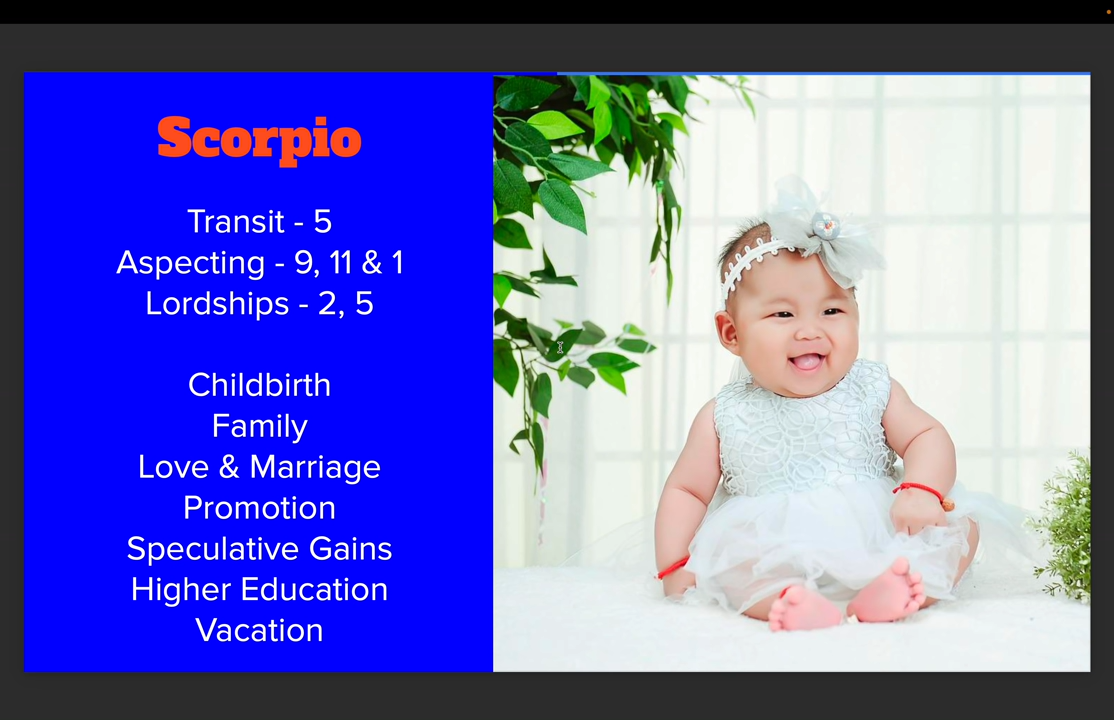 Scorpio
Transit - 5
Aspecting - 9, 11 & 1
Lordships - 2, 5
Childbirth
Family
Love & Marriage
Promotion
Speculative Gains
Higher Education
Vacation